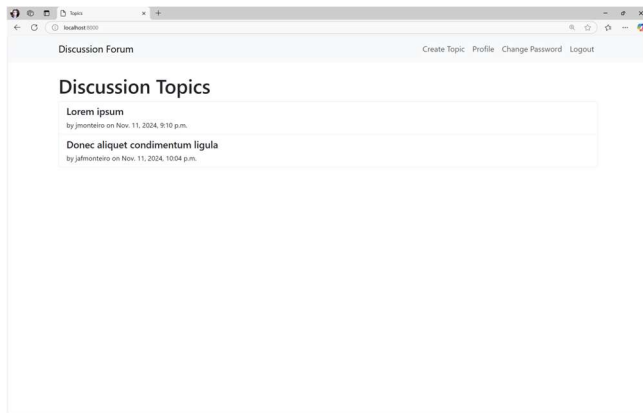 Topics
localhost:8000
Discussion Forum
Create Topic Profile Change Password Logout
Discussion Topics
Lorem ipsum
by jmonteiro on Nov. 11, 2024, 9:10 p.m.
Donec aliquet condimentum ligula
by jafmonteiro on Nov. 11, 2024, 10:04 p.m.